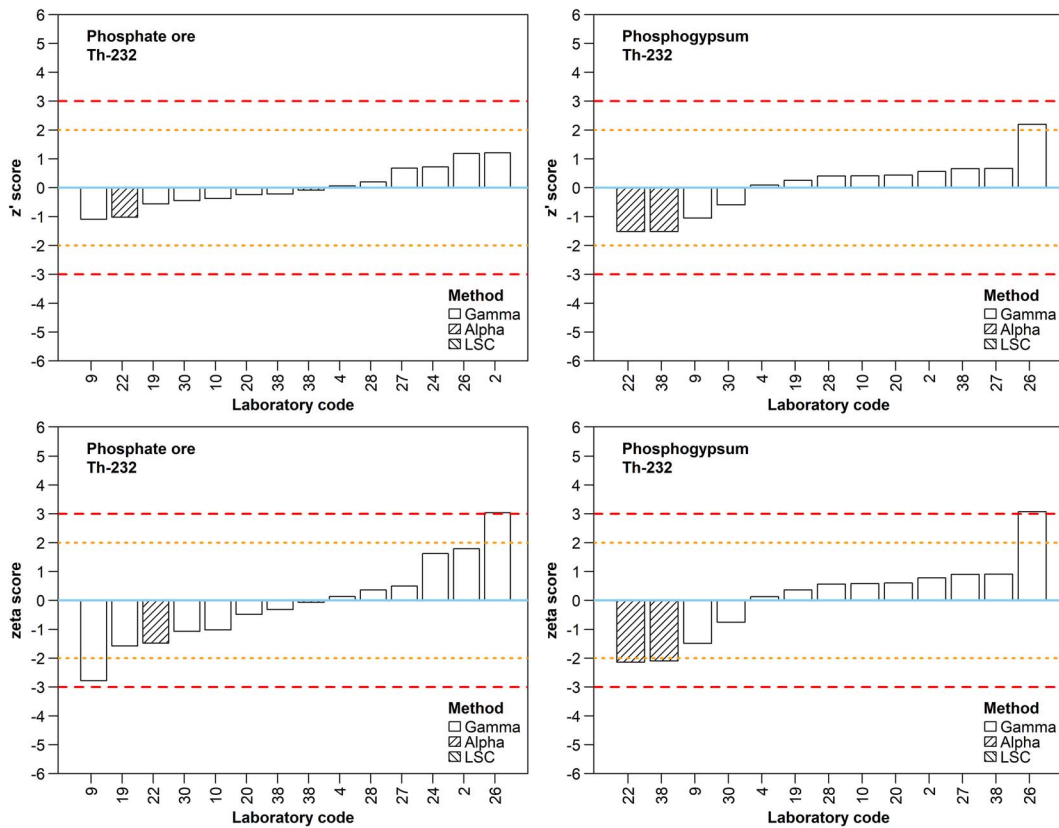 Phosphate ore
Th-232
6
5
4
3
2
1
0
-1
-2
-3
-4
-5
-6
z' score
Method
Gamma
Alpha
LSC
9 22 19 30 10 20 38 38 4 28 27 24 26 2
Laboratory code
Phosphogypsum
Th-232
6
5
4
3
2
1
0
-1
-2
-3
-4
-5
-6
z' score
Method
Gamma
Alpha
LSC
22 38 9 30 4 19 28 10 20 2 38 27 26
Laboratory code
Phosphate ore
Th-232
6
5
4
3
2
1
0
-1
-2
-3
-4
-5
-6
zeta score
Method
Gamma
Alpha
LSC
9 19 22 30 10 20 38 38 4 28 27 24 2 26
Laboratory code
Phosphogypsum
Th-232
6
5
4
3
2
1
0
-1
-2
-3
-4
-5
-6
zeta score
Method
Gamma
Alpha
LSC
22 38 9 30 4 19 28 10 20 2 27 38 26
Laboratory code